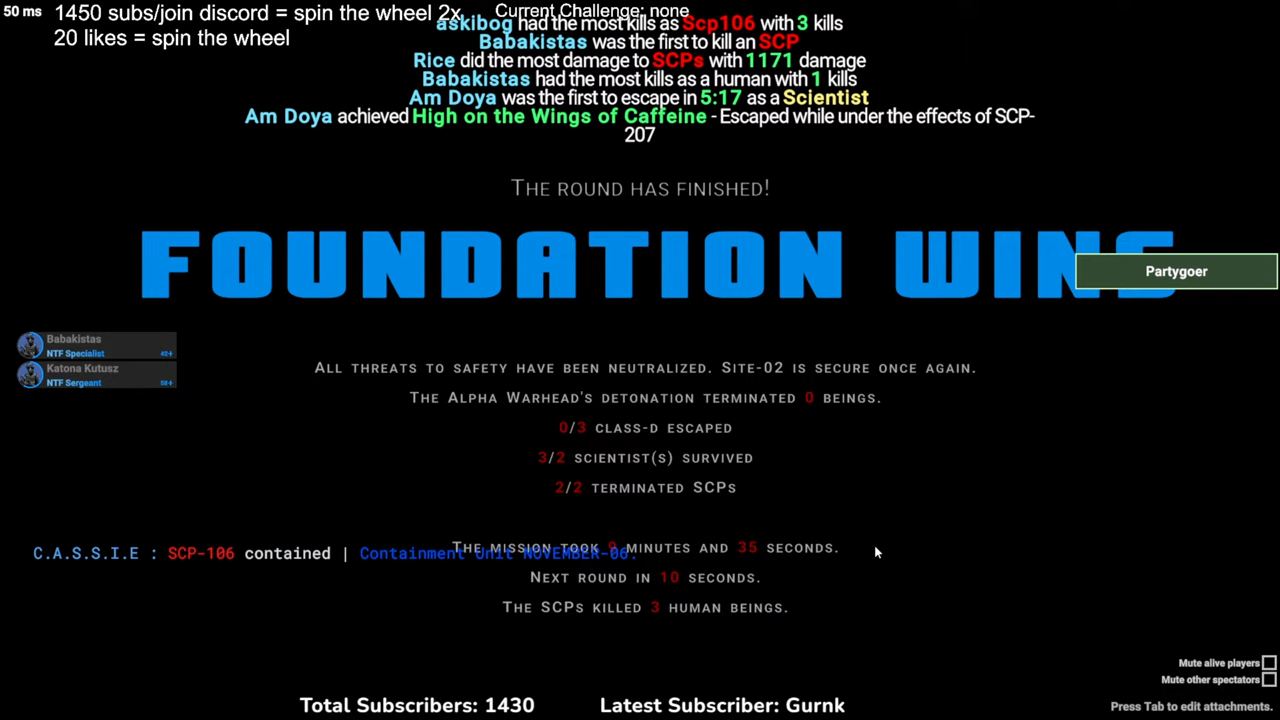 50 ms
1450 subs/join discord = spin the wheel 2x
20 likes = spin the wheel
Current Challenge: none
askibog had the most kills as Scp106 with 3 kills
Babakistas was the first to kill an SCP
Rice did the most damage to SCPs with 1171 damage
Babakistas had the most kills as a human with 1 kills
Am Doya was the first to escape in 5:17 as a Scientist
Am Doya achieved High on the Wings of Caffeine - Escaped while under the effects of SCP-
207
THE ROUND HAS FINISHED!
FOUNDATION WINS
Partygoer
Babakistas
NTF Specialist
Katona Kutusz
NTF Sergeant
ALL THREATS TO SAFETY HAVE BEEN NEUTRALIZED. SITE-02 IS SECURE ONCE AGAIN.
THE ALPHA WARHEAD'S DETONATION TERMINATED 0 BEINGS.
0/3 CLASS-D ESCAPED
3/2 SCIENTIST(S) SURVIVED
2/2 TERMINATED SCPS
C.A.S.S.I.E : SCP-106 contained | Containment Unit NOVEMBER-06.
THE MISSION TOOK 9 MINUTES AND 35 SECONDS.
NEXT ROUND IN 10 SECONDS.
THE SCPS KILLED 3 HUMAN BEINGS.
Mute alive players
Mute other spectators
Press Tab to edit attachments.
Total Subscribers: 1430
Latest Subscriber: Gurnk